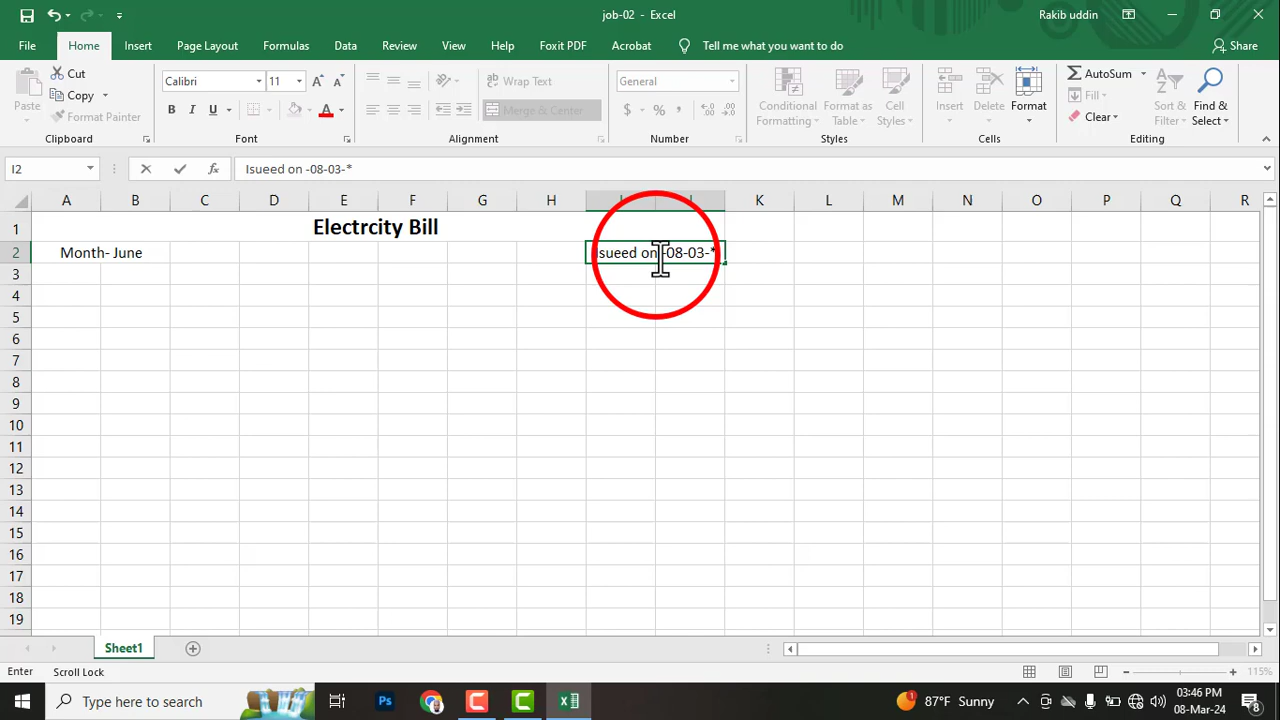 job-02 - Excel
Rakib uddin
File Home Insert Page Layout Formulas Data Review View Help Foxit PDF Acrobat Tell me what you want to do Share
Paste
Cut
Copy
Format Painter
Clipboard
Calibri 11
B I U
Font
Wrap Text
Merge & Center
Alignment
General
$ % ,
Number
Conditional Formatting
Format as Table
Cell Styles
Styles
Insert
Delete
Format
Cells
AutoSum
Fill
Clear
Sort & Filter
Find & Select
Editing
I2
fx
Isueed on -08-03-*
A B C D E F G H I J K L M N O P Q R
1 Electrcity Bill
2 Month- June Isueed on -08-03-*
3
4
5
6
7
8
9
10
11
12
13
14
15
16
17
18
19
Sheet1
Enter Scroll Lock 115%
Type here to search
Ps
87°F Sunny
03:46 PM
08-Mar-24
8